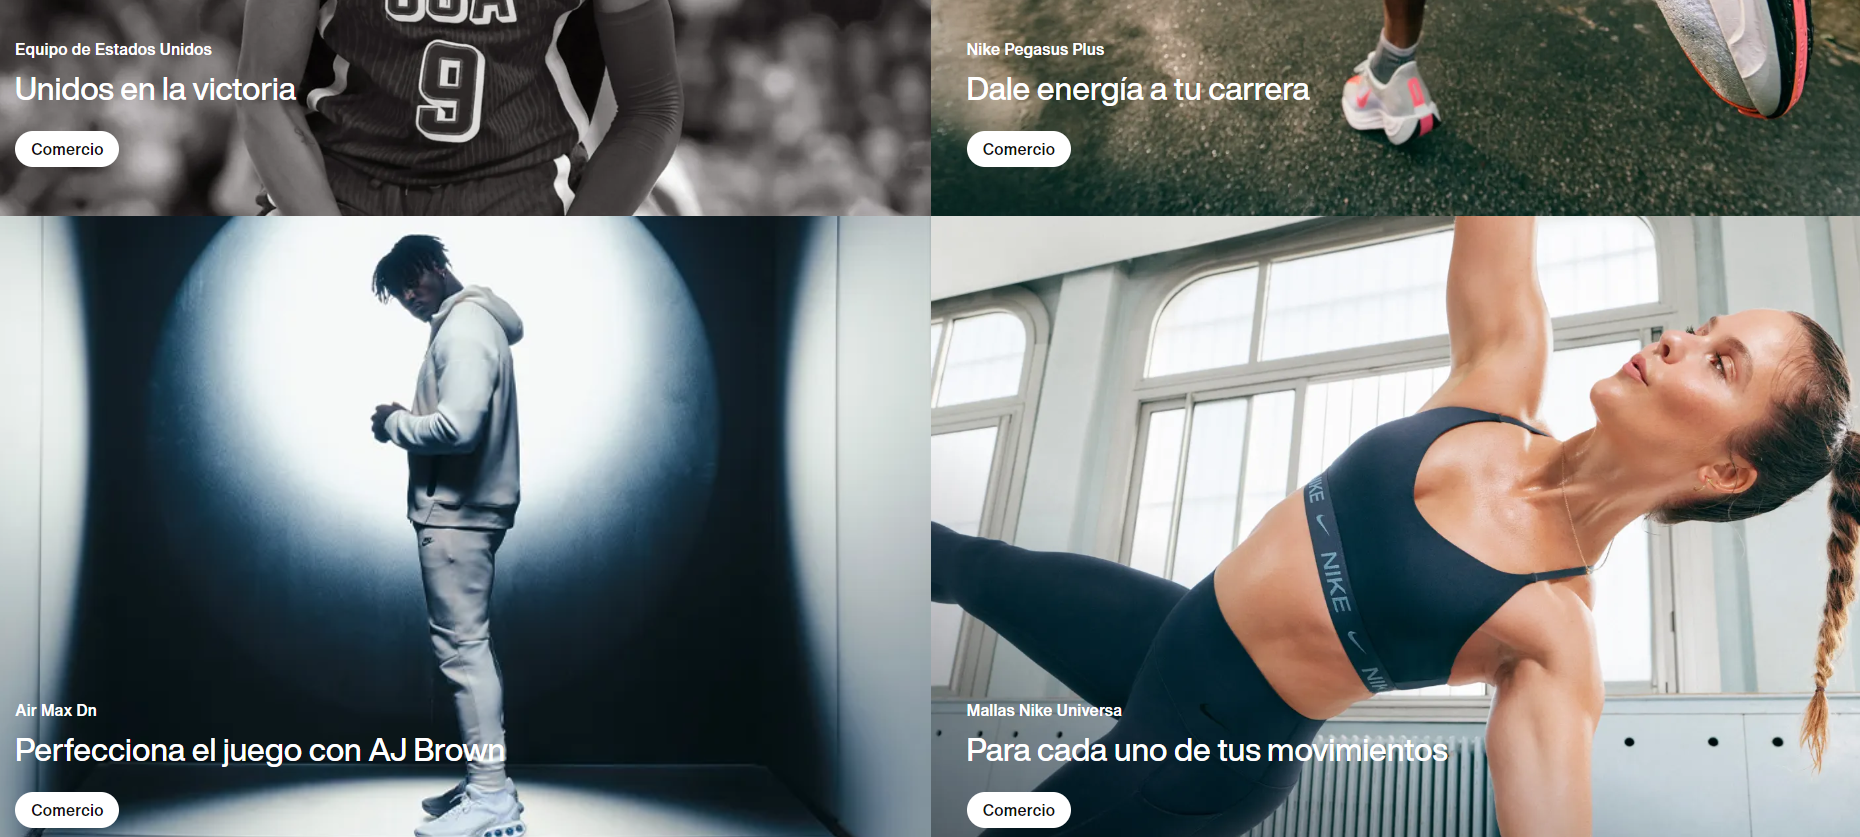 USA
9
Equipo de Estados Unidos
Unidos en la victoria
Comercio
Nike Pegasus Plus
Dale energía a tu carrera
Comercio
Air Max Dn
Perfecciona el juego con AJ Brown
Comercio
NIKE
Mallas Nike Universa
Para cada uno de tus movimientos
Comercio